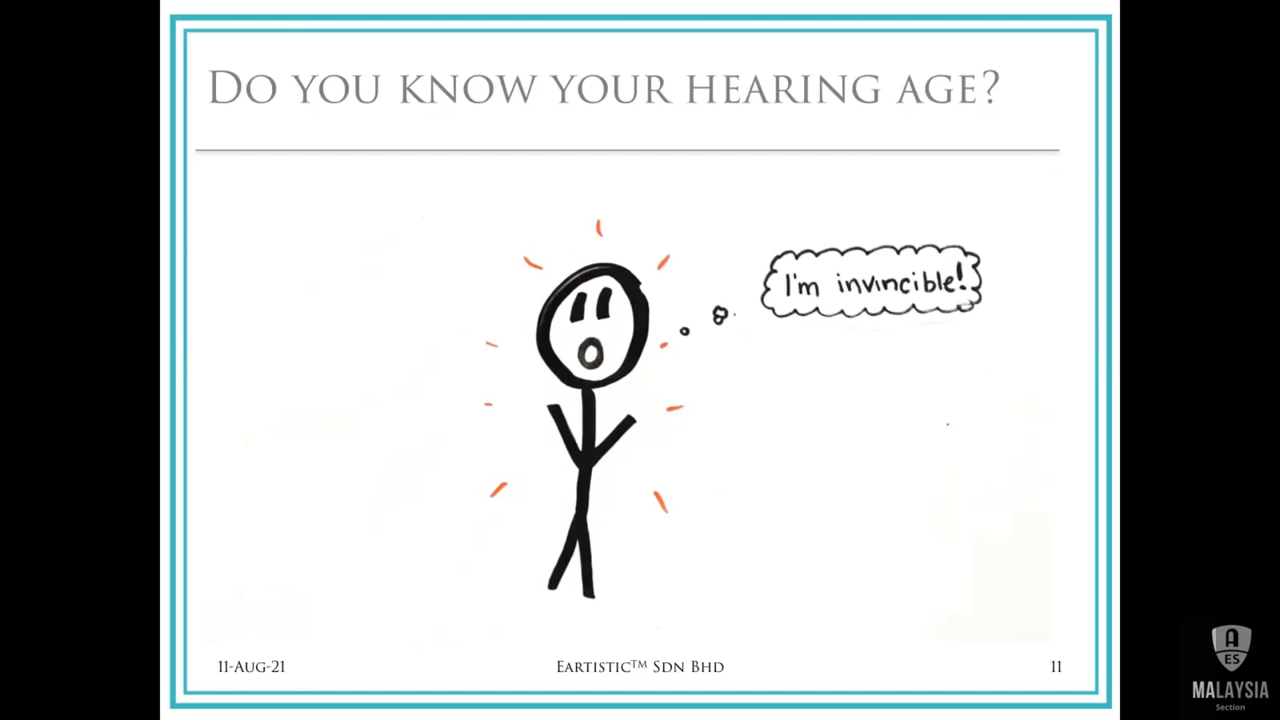 Do you know your hearing age?
I'm invincible!
11-Aug-21
Eartistic™ Sdn Bhd
11
AES
MALAYSIA
Section